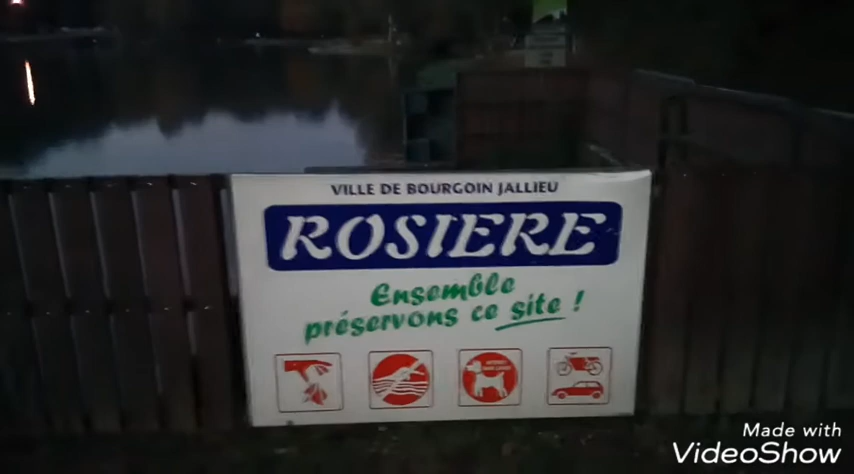 VILLE DE BOURGOIN JALLIEU
ROSIERE
Ensemble
préservons ce site !
Made with
VideoShow